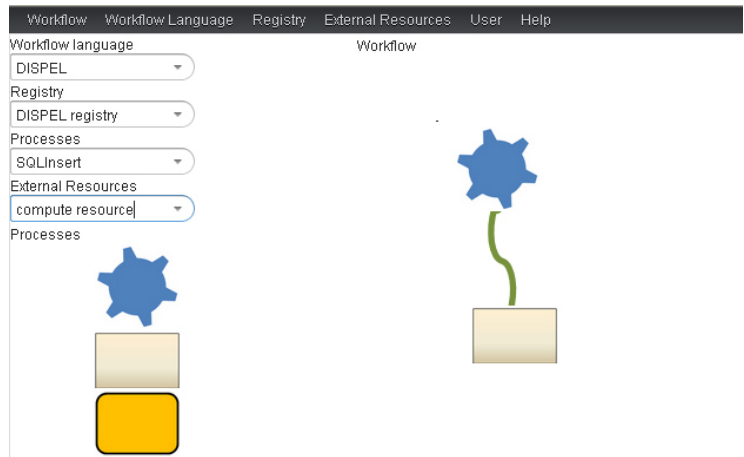 Workflow Workflow Language Registry External Resources User Help
Workflow language
Workflow
DISPEL
Registry
DISPEL registry
Processes
SQLInsert
External Resources
compute resource
Processes